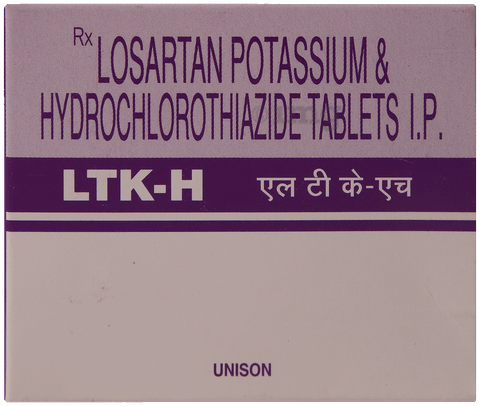 Rx LOSARTAN POTASSIUM &
HYDROCHLOROTHIAZIDE TABLETS I.P.
LTK-H एल टी के-एच
UNISON